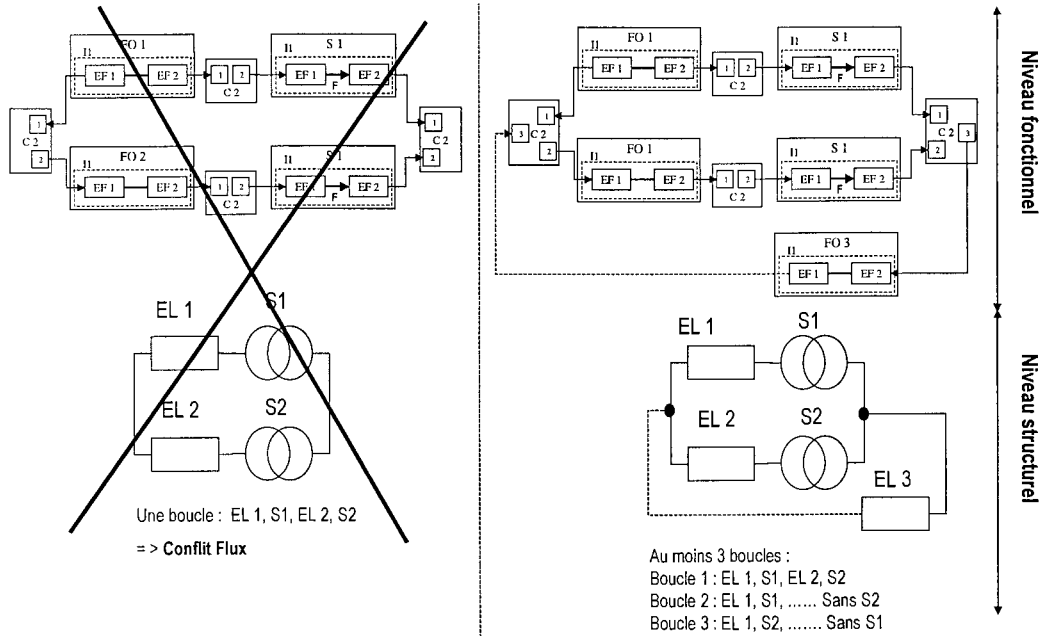 FO 1
I1
EF 1
EF 2
1
2
C 2
S 1
I1
EF 1
F
EF 2
1
C 2
2
1
C 2
2
FO 2
I1
EF 1
EF 2
1
2
C 2
S 1
I1
EF 1
F
EF 2
EL 1
S1
EL 2
S2
Une boucle : EL 1, S1, EL 2, S2
= > Conflit Flux
FO 1
I1
EF 1
EF 2
1
2
C 2
S 1
I1
EF 1
F
EF 2
1
3
C 2
2
1
C 2
3
2
FO 1
I1
EF 1
EF 2
1
2
C 2
S 1
I1
EF 1
F
EF 2
FO 3
I1
EF 1
EF 2
EL 1
S1
EL 2
S2
EL 3
Au moins 3 boucles :
Boucle 1 : EL 1, S1, EL 2, S2
Boucle 2 : EL 1, S1, ...... Sans S2
Boucle 3 : EL 1, S2, ....... Sans S1
Niveau fonctionnel
Niveau structurel